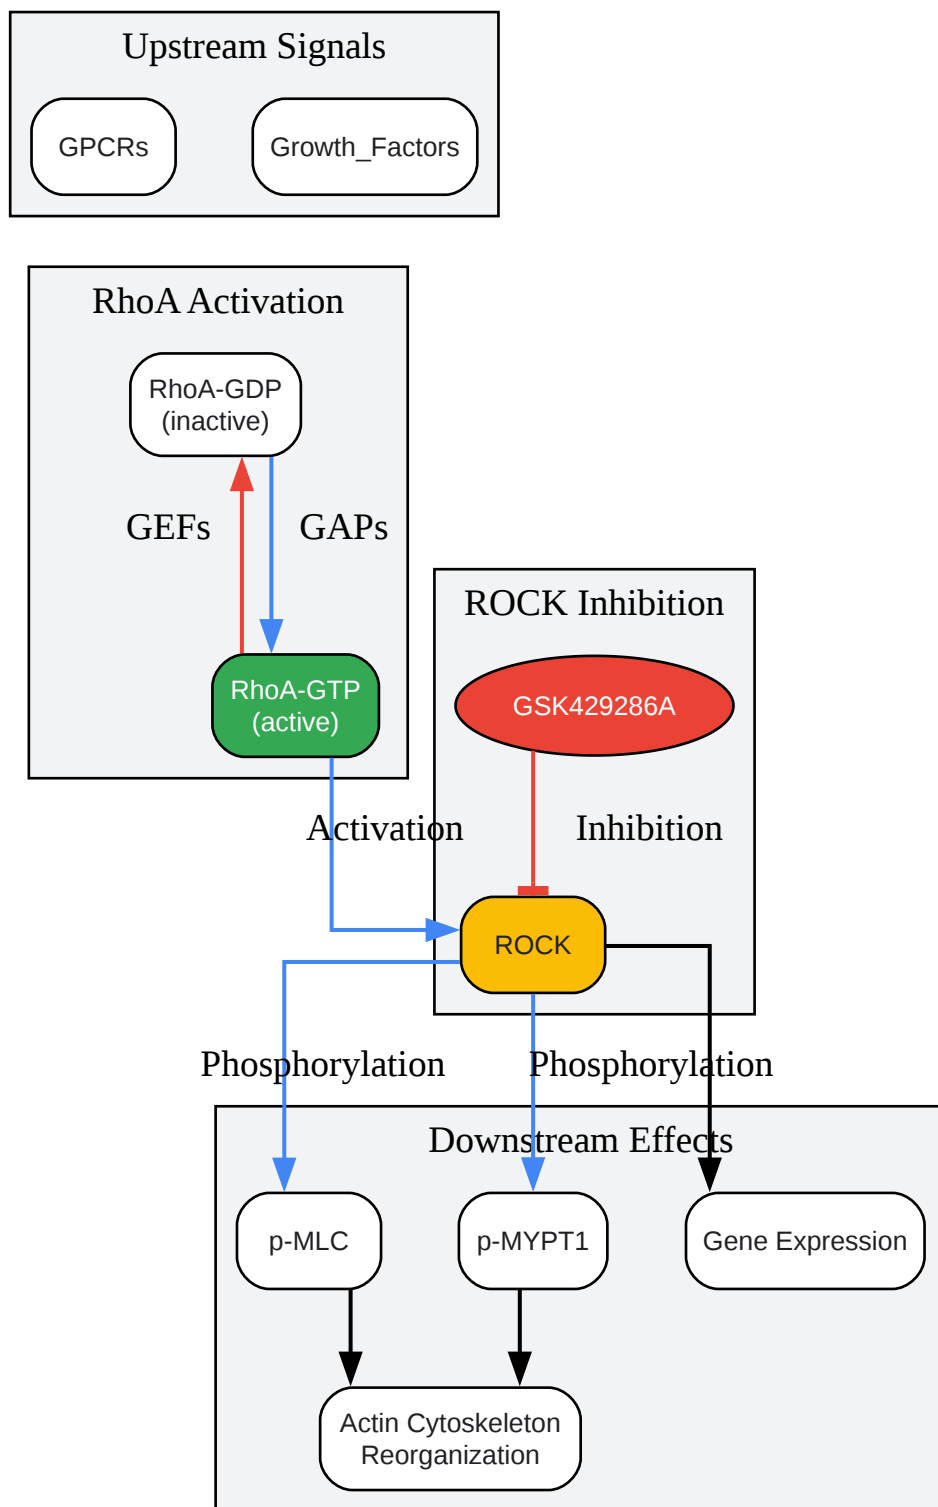 Upstream Signals
GPCRs
Growth_Factors
RhoA Activation
RhoA-GDP
(inactive)
GEFs
GAPs
RhoA-GTP
(active)
ROCK Inhibition
GSK429286A
Activation
Inhibition
ROCK
Phosphorylation
Phosphorylation
Downstream Effects
p-MLC
p-MYPT1
Gene Expression
Actin Cytoskeleton
Reorganization